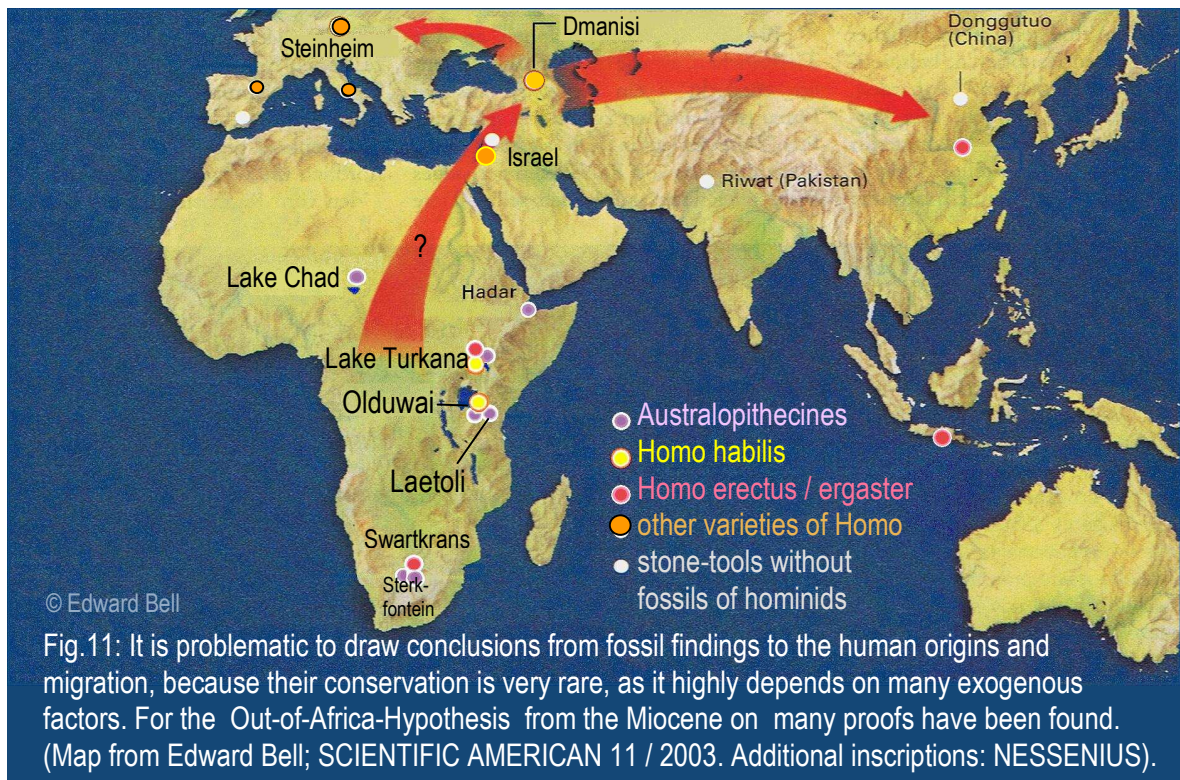 Steinheim
Dmanisi
Donggutuo
(China)
Israel
Riwat (Pakistan)
?
Lake Chad
Hadar
Lake Turkana
Olduwai
Laetoli
Swartkrans
Sterk-
fontein
Australopithecines
Homo habilis
Homo erectus / ergaster
other varieties of Homo
stone-tools without
fossils of hominids
© Edward Bell
Fig.11: It is problematic to draw conclusions from fossil findings to the human origins and
migration, because their conservation is very rare, as it highly depends on many exogenous
factors. For the Out-of-Africa-Hypothesis from the Miocene on many proofs have been found.
(Map from Edward Bell; SCIENTIFIC AMERICAN 11 / 2003. Additional inscriptions: NESSENIUS).